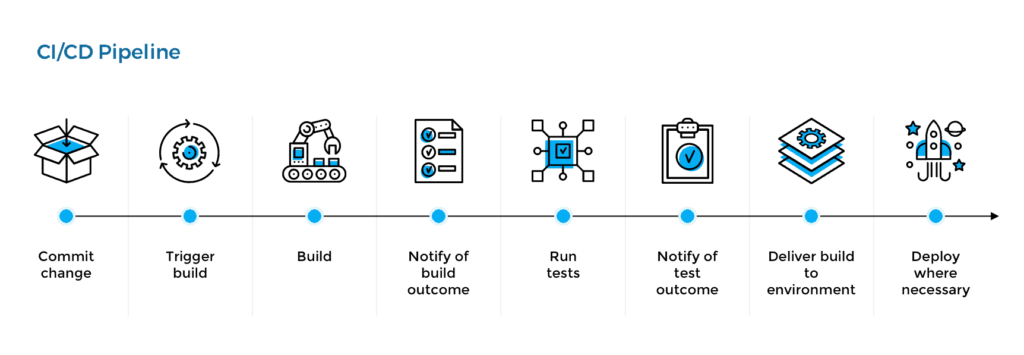 CI/CD Pipeline
Commit
change
Trigger
build
Build
Notify of
build
outcome
Run
tests
Notify of
test
outcome
Deliver build
to
environment
Deploy
where
necessary